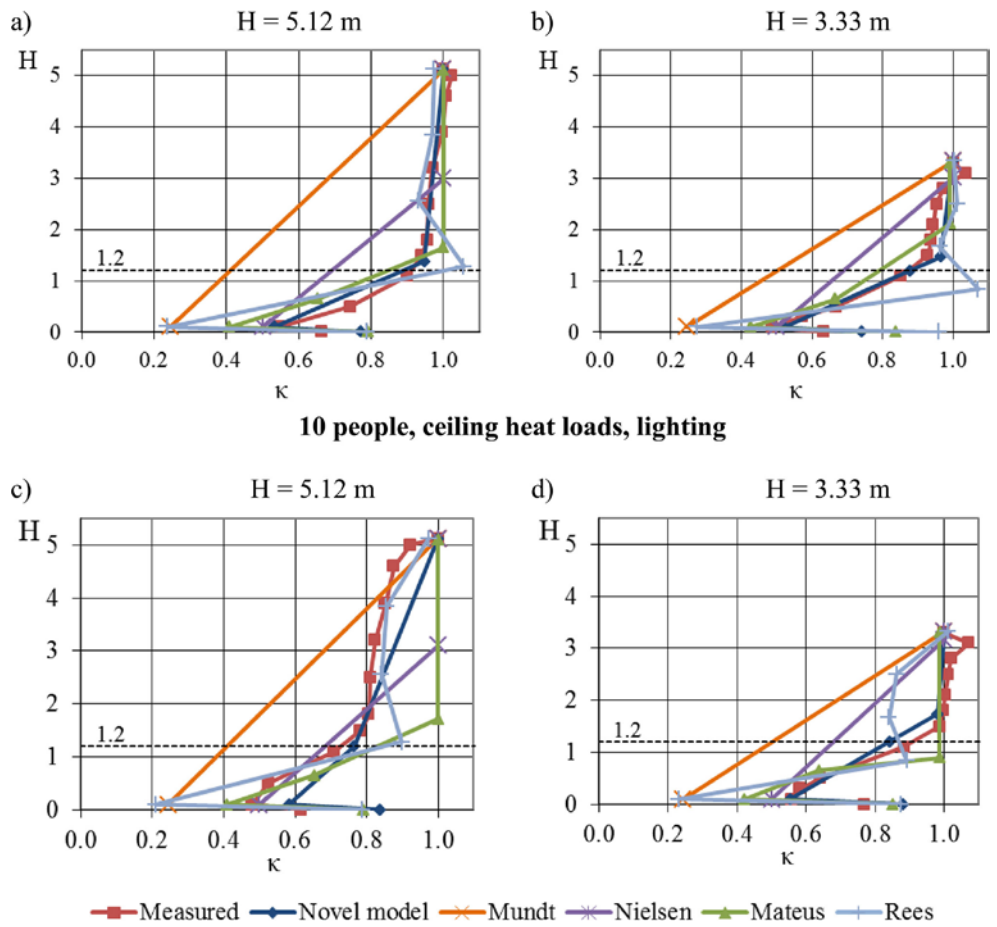 a) H = 5.12 m b) H = 3.33 m
H H
5 5
4 4
3 3
2 2
1.2 1.2
1 1
0 0
0.0 0.2 0.4 0.6 0.8 1.0 0.0 0.2 0.4 0.6 0.8 1.0
κ κ
10 people, ceiling heat loads, lighting
c) H = 5.12 m d) H = 3.33 m
H H
5 5
4 4
3 3
2 2
1.2 1.2
1 1
0 0
0.0 0.2 0.4 0.6 0.8 1.0 0.0 0.2 0.4 0.6 0.8 1.0
κ κ
Measured Novel model Mundt Nielsen Mateus Rees